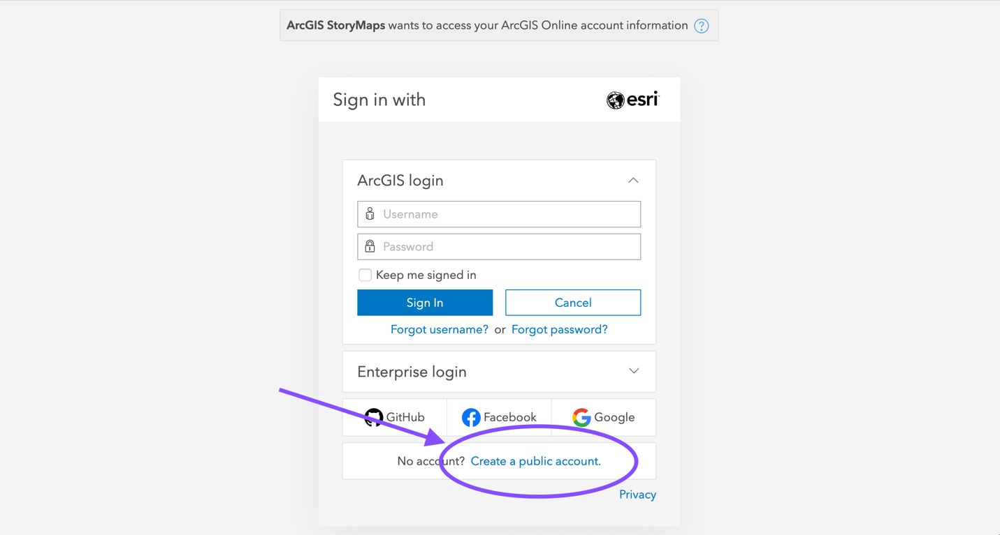 ArcGIS StoryMaps wants to access your ArcGIS Online account information ?
Sign in with
esri
ArcGIS login
Username
Password
Keep me signed in
Sign In
Cancel
Forgot username? or Forgot password?
Enterprise login
GitHub
Facebook
Google
No account? Create a public account.
Privacy